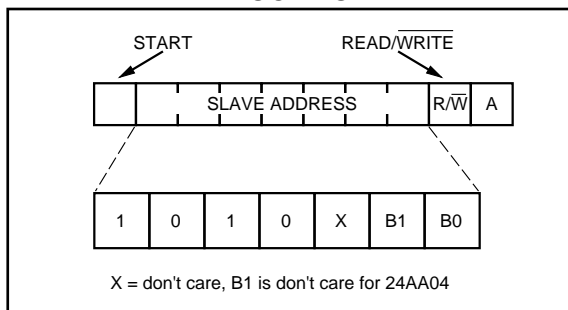 START READ/WRITE
SLAVE ADDRESS R/W A
1 0 1 0 X B1 B0
X = don't care, B1 is don't care for 24AA04